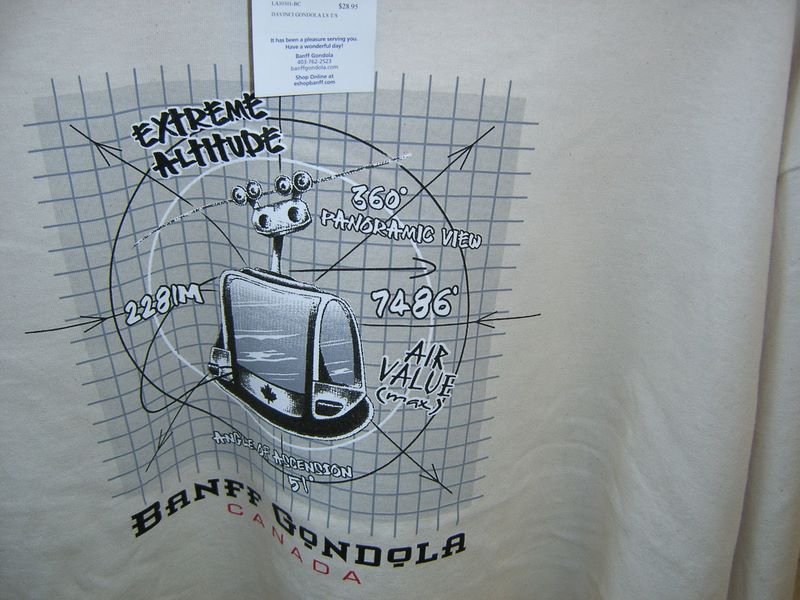 LA10101-BC $28.95
DAVINCI GONDOLA LS T/S
It has been a pleasure serving you.
Have a wonderful day!
Banff Gondola
403-762-2523
banffgondola.com
Shop Online at
eshopbanff.com
EXTREME
ALTITUDE
360°
PANORAMIC VIEW
2281M
7486'
AIR
VALUE
(max)
ANGLE OF ASCENSION
51°
BANFF GONDOLA
CANADA